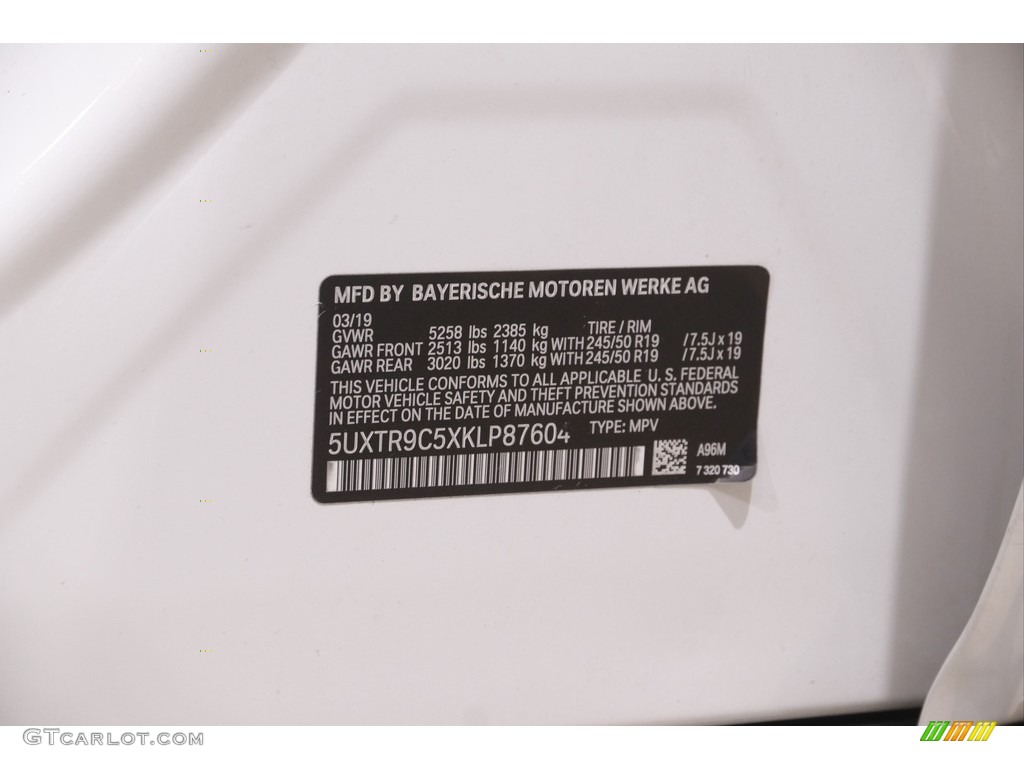 MFD BY BAYERISCHE MOTOREN WERKE AG
03/19
GVWR 5258 lbs 2385 kg TIRE / RIM
GAWR FRONT 2513 lbs 1140 kg WITH 245/50 R19 / 7.5J x 19
GAWR REAR 3020 lbs 1370 kg WITH 245/50 R19 / 7.5J x 19
THIS VEHICLE CONFORMS TO ALL APPLICABLE U. S. FEDERAL
MOTOR VEHICLE SAFETY AND THEFT PREVENTION STANDARDS
IN EFFECT ON THE DATE OF MANUFACTURE SHOWN ABOVE.
5UXTR9C5XKLP87604 TYPE: MPV
A96M
7 320 730
GTCarlot.com